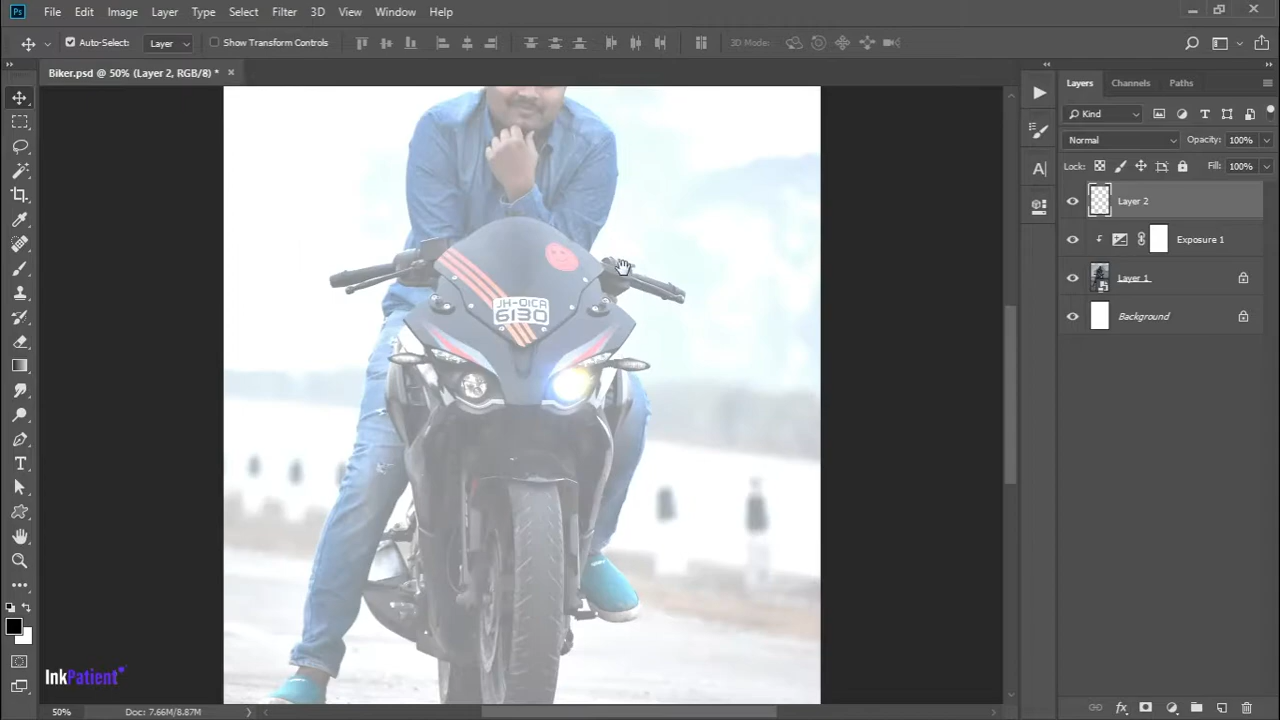 Ps File Edit Image Layer Type Select Filter 3D View Window Help
Auto-Select: Layer Show Transform Controls 3D Mode:
Biker.psd @ 50% (Layer 2, RGB/8) *
Layers Channels Paths
Kind
Normal Opacity: 100%
Lock: Fill: 100%
Layer 2
Exposure 1
Layer 1
Background
JH-01CA
6130
InkPatient
50% Doc: 7.66M/8.87M